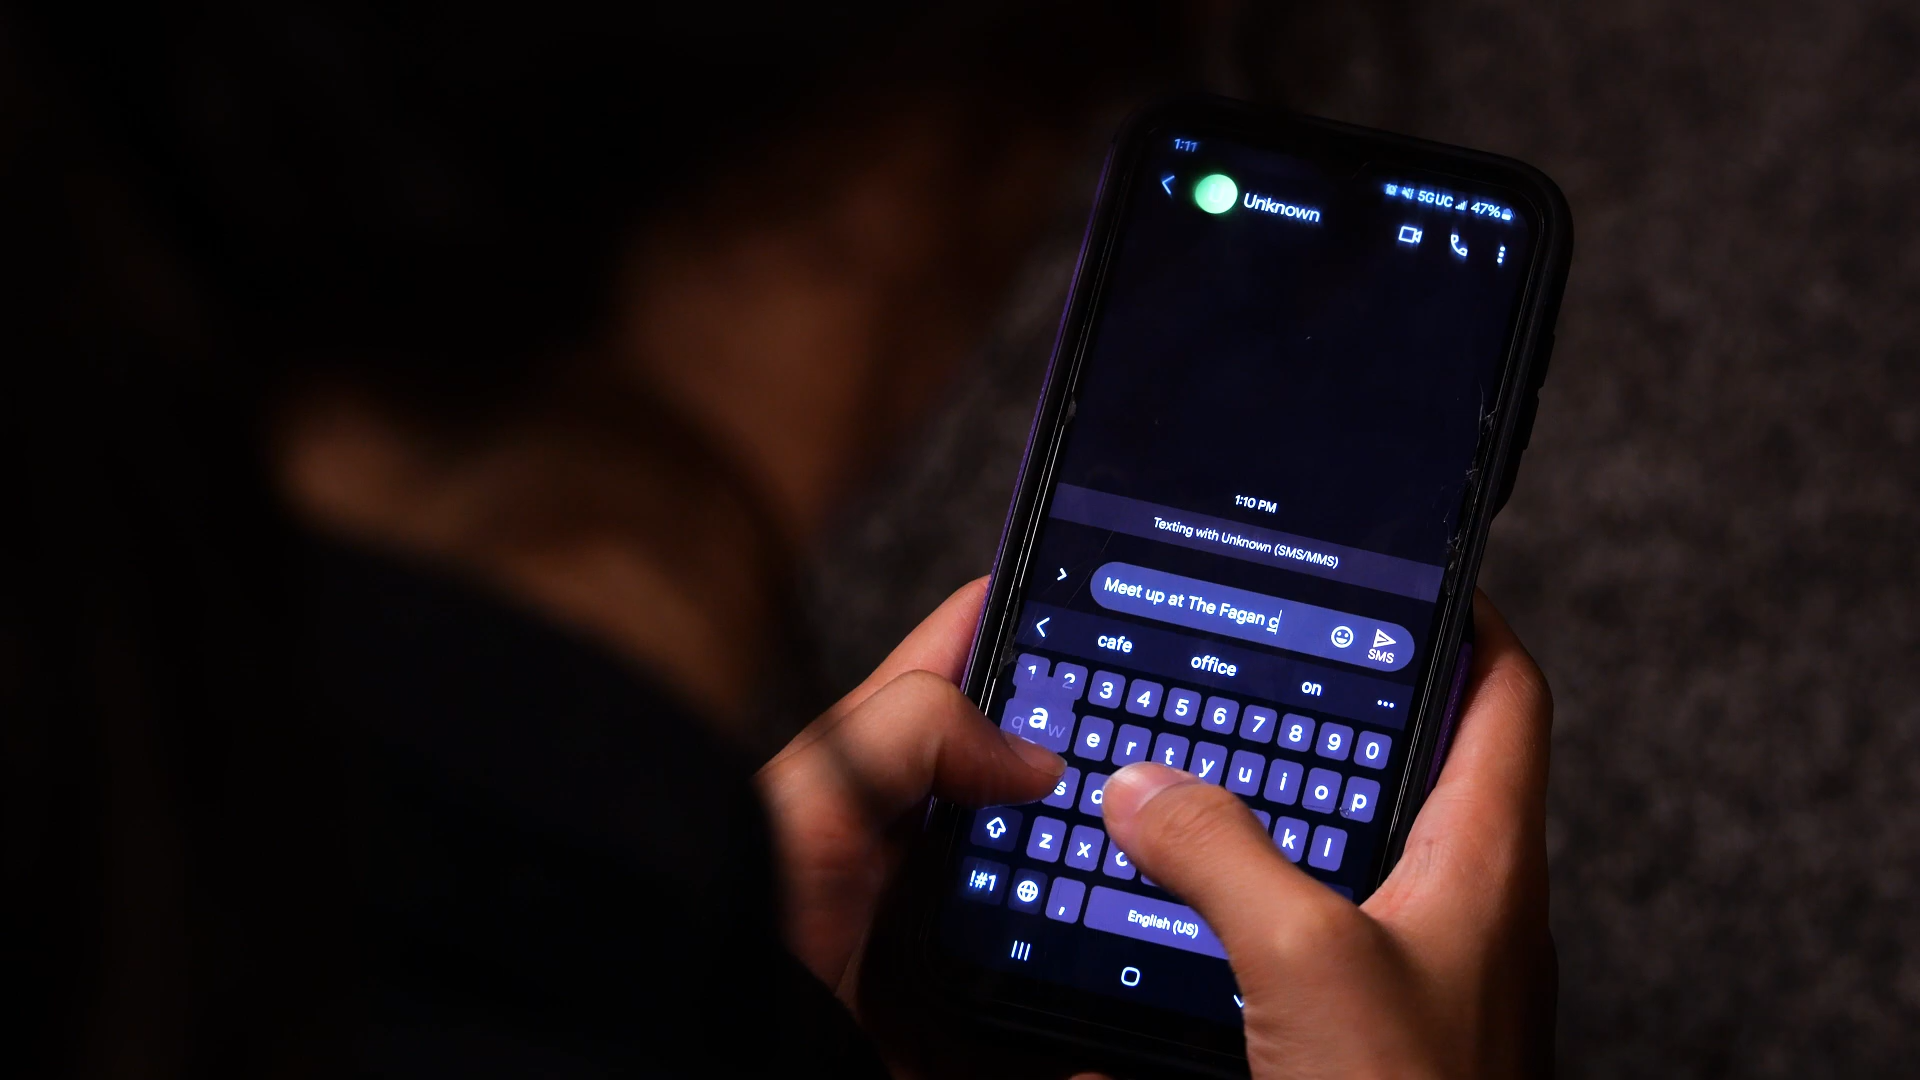 1:11
5G UC 47%
Unknown
1:10 PM
Texting with Unknown (SMS/MMS)
Meet up at The Fagan c
SMS
cafe office on
1 2 3 4 5 6 7 8 9 0
a
q w e r t y u i o p
s d k l
z x c
!#1 , English (US)